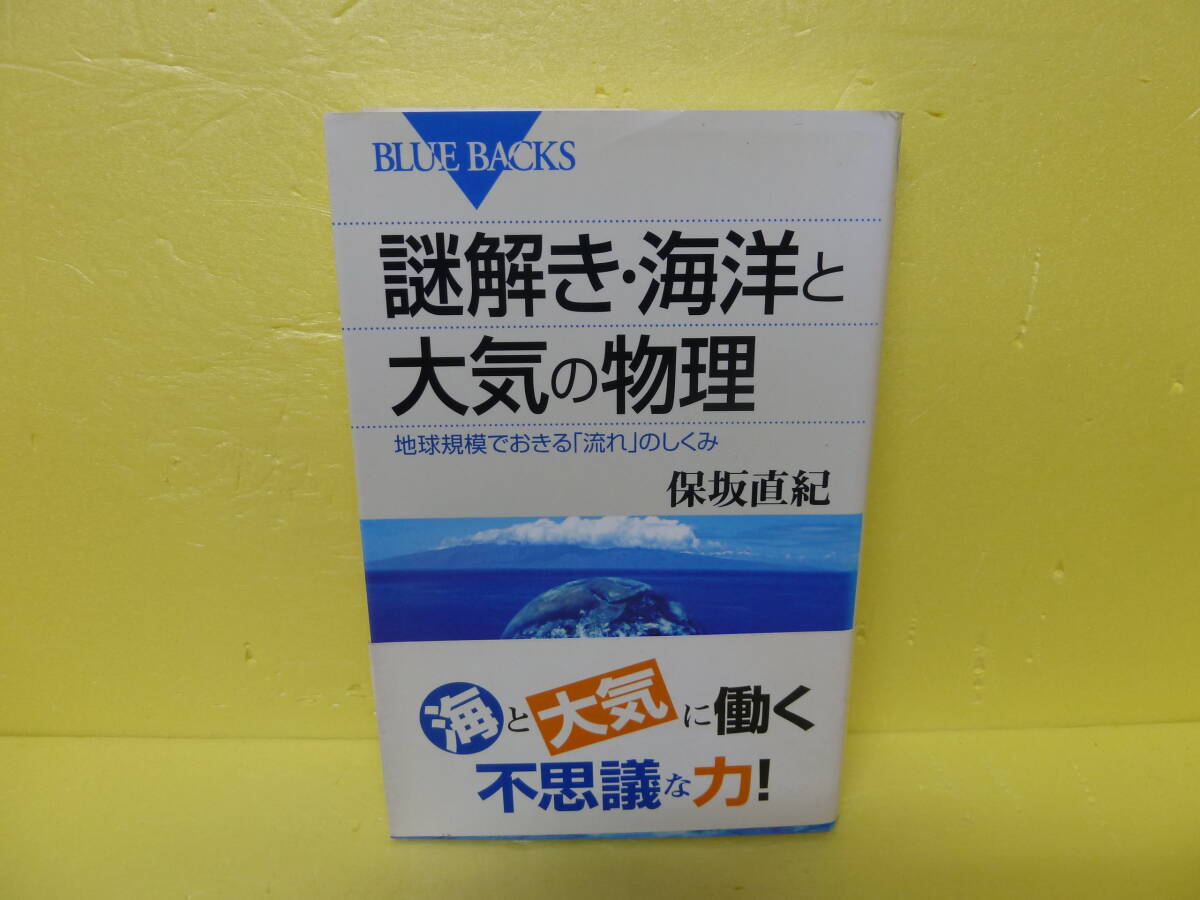 BLUE BACKS
謎解き・海洋と
大気の物理
地球規模でおきる「流れ」のしくみ
保坂直紀
海と大気に働く
不思議な力!